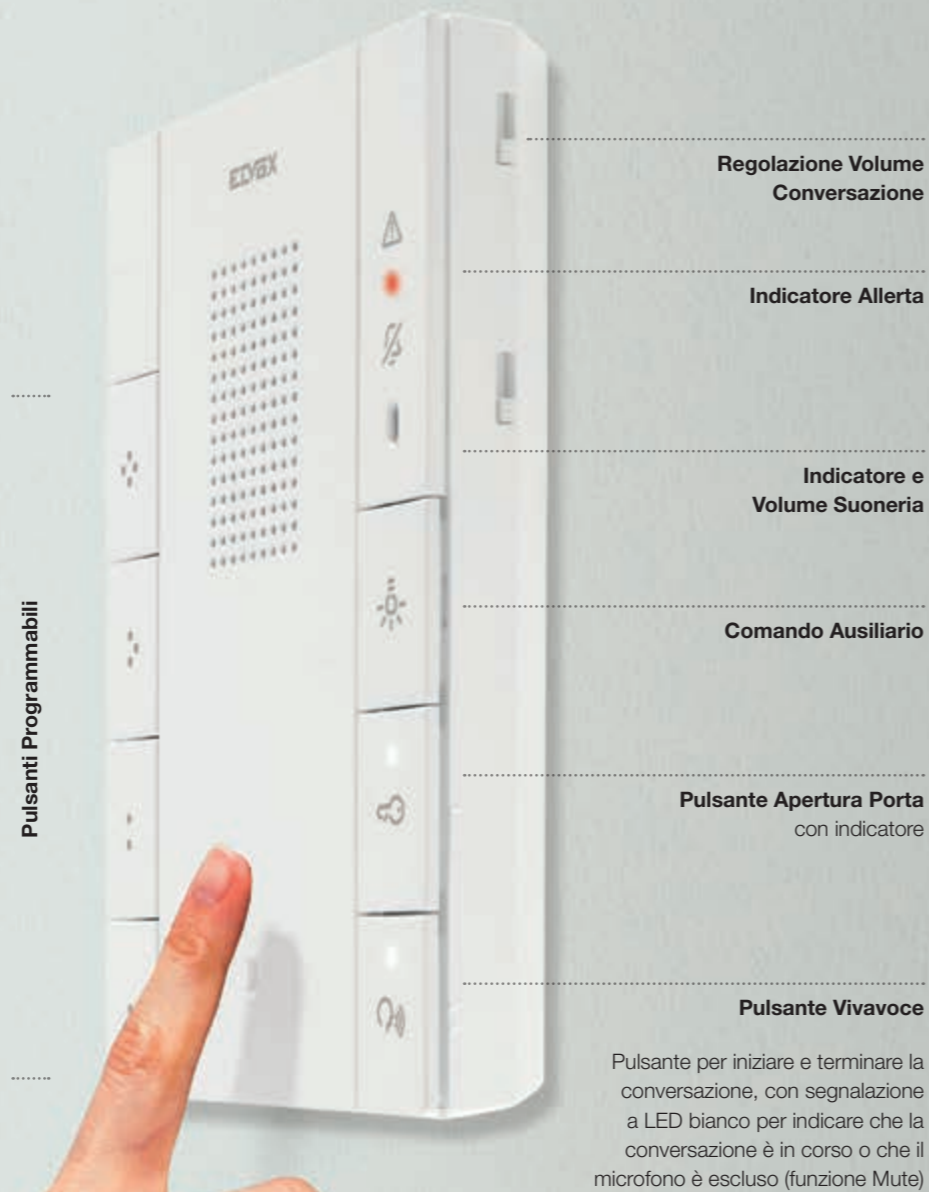 ELVOX
Regolazione Volume
Conversazione
Indicatore Allerta
Indicatore e
Volume Suoneria
Comando Ausiliario
Pulsante Apertura Porta
con indicatore
Pulsante Vivavoce
Pulsante per iniziare e terminare la
conversazione, con segnalazione
a LED bianco per indicare che la
conversazione è in corso o che il
microfono è escluso (funzione Mute)
Pulsanti Programmabili